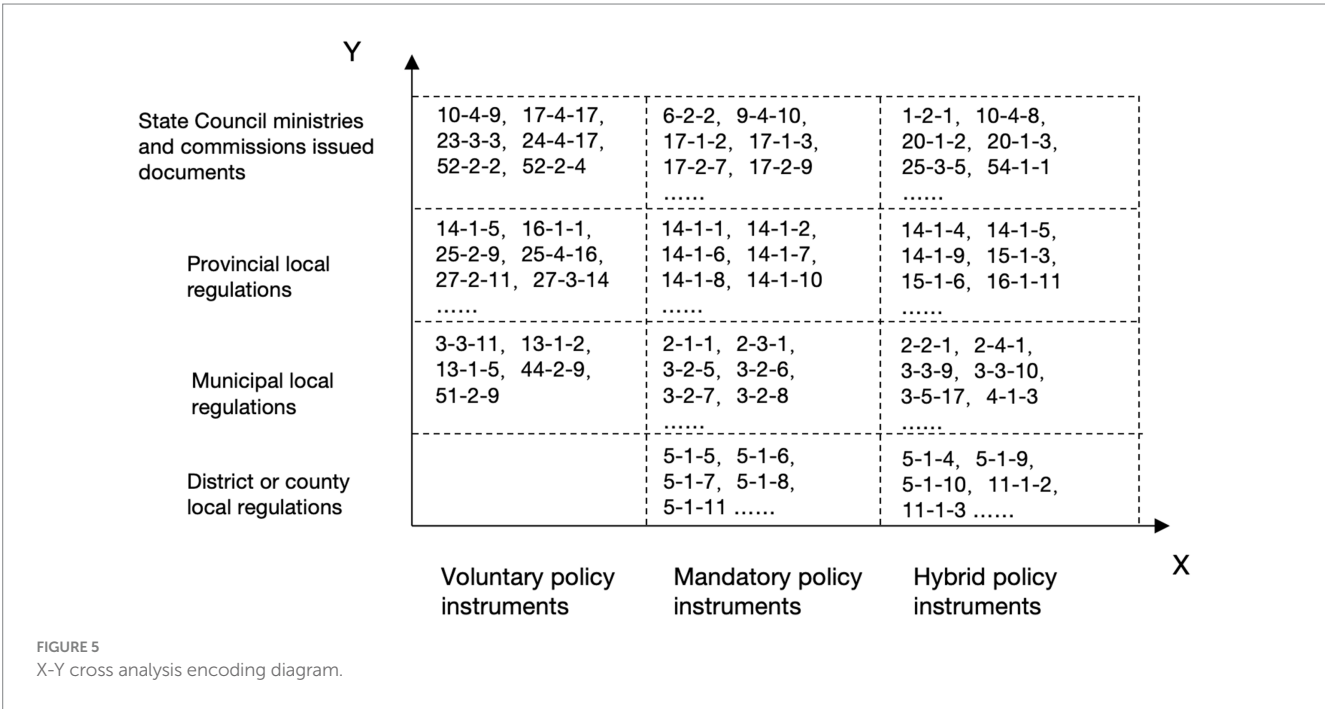 Y
State Council ministries
and commissions issued
documents
10-4-9, 17-4-17,
23-3-3, 24-4-17,
52-2-2, 52-2-4
6-2-2, 9-4-10,
17-1-2, 17-1-3,
17-2-7, 17-2-9
......
1-2-1, 10-4-8,
20-1-2, 20-1-3,
25-3-5, 54-1-1
......
Provincial local
regulations
14-1-5, 16-1-1,
25-2-9, 25-4-16,
27-2-11, 27-3-14
......
14-1-1, 14-1-2,
14-1-6, 14-1-7,
14-1-8, 14-1-10
......
14-1-4, 14-1-5,
14-1-9, 15-1-3,
15-1-6, 16-1-11
......
Municipal local
regulations
3-3-11, 13-1-2,
13-1-5, 44-2-9,
51-2-9
2-1-1, 2-3-1,
3-2-5, 3-2-6,
3-2-7, 3-2-8
......
2-2-1, 2-4-1,
3-3-9, 3-3-10,
3-5-17, 4-1-3
......
District or county
local regulations
5-1-5, 5-1-6,
5-1-7, 5-1-8,
5-1-11 ......
5-1-4, 5-1-9,
5-1-10, 11-1-2,
11-1-3 ......
X
Voluntary policy
instruments
Mandatory policy
instruments
Hybrid policy
instruments
FIGURE 5
X-Y cross analysis encoding diagram.